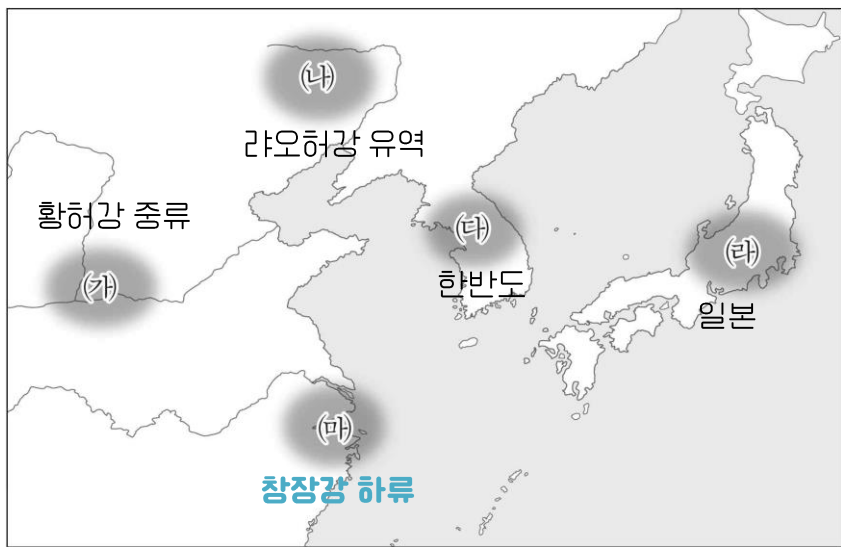 (나)
랴오허강 유역
황허강 중류
(가)
(다)
한반도
(라)
일본
(마)
창장강 하류